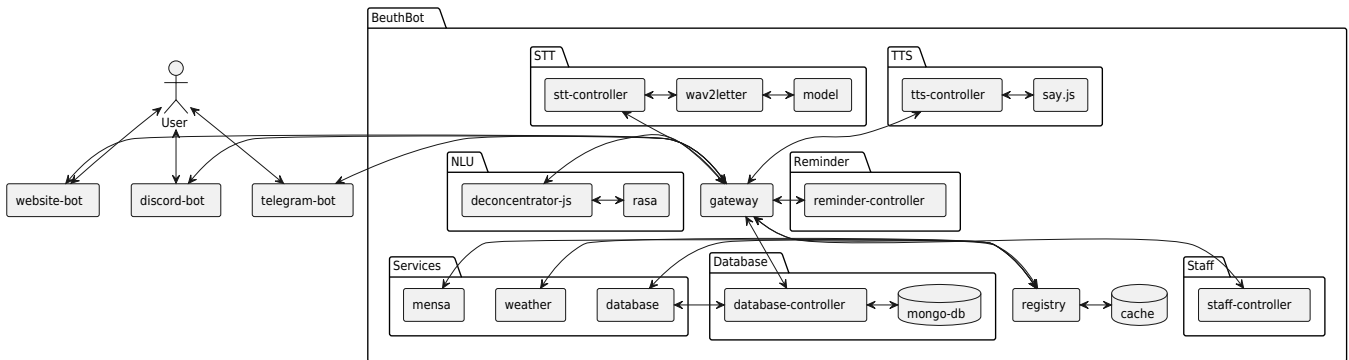 BeuthBot
STT
TTS
stt-controller
wav2letter
model
tts-controller
say.js
User
NLU
Reminder
website-bot
discord-bot
telegram-bot
deconcentrator-js
rasa
gateway
reminder-controller
Services
Database
Staff
mensa
weather
database
database-controller
mongo-db
registry
cache
staff-controller